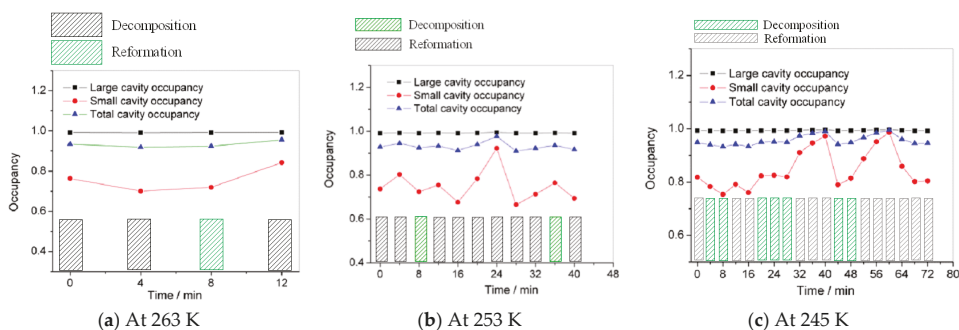 Decomposition
Reformation
Large cavity occupancy
Small cavity occupancy
Total cavity occupancy
1.2
1.0
0.8
0.6
0.4
Occupancy
0 4 8 12
Time / min
(a) At 263 K
Decomposition
Reformation
Large cavity occupancy
Small cavity occupancy
Total cavity occupancy
1.2
1.0
0.8
0.6
0.4
Occupancy
0 8 16 24 32 40 48
Time / min
(b) At 253 K
Decomposition
Reformation
Large cavity occupancy
Small cavity occupancy
Total cavity occupancy
1.2
1.0
0.8
0.6
Occupancy
0 8 16 24 32 40 48 56 64 72 80
Time / min
(c) At 245 K